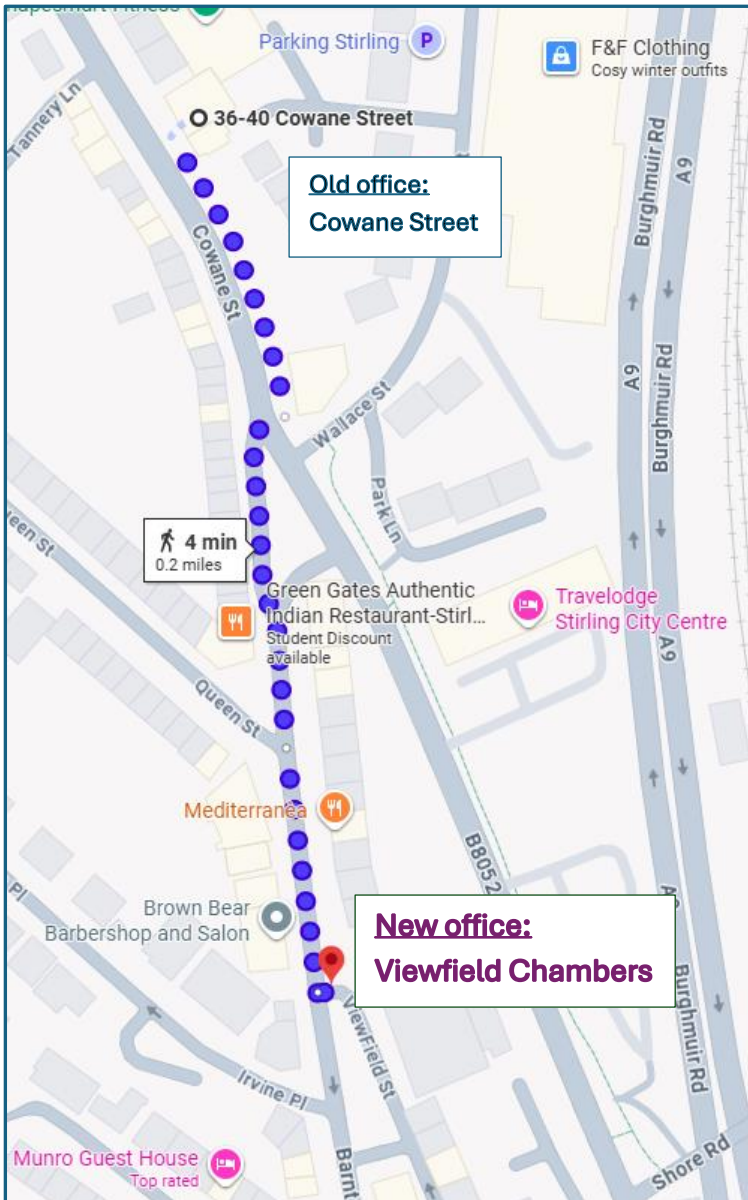 Parking Stirling
P
F&F Clothing
Cosy winter outfits
Tannery Ln
36-40 Cowane Street
Burghmuir Rd
A9
Old office:
Cowane Street
Cowane St
A9
Burghmuir Rd
Wallace St
Park Ln
4 min
0.2 miles
Green Gates Authentic
Indian Restaurant-Stirl...
Student Discount
available
Travelodge
Stirling City Centre
A9
Queen St
Mediterranea
B8052
Brown Bear
Barbershop and Salon
New office:
Viewfield Chambers
Burghmuir Rd
ViewField St
Irvine Pl
Munro Guest House
Top rated
Barnt
Shore Rd